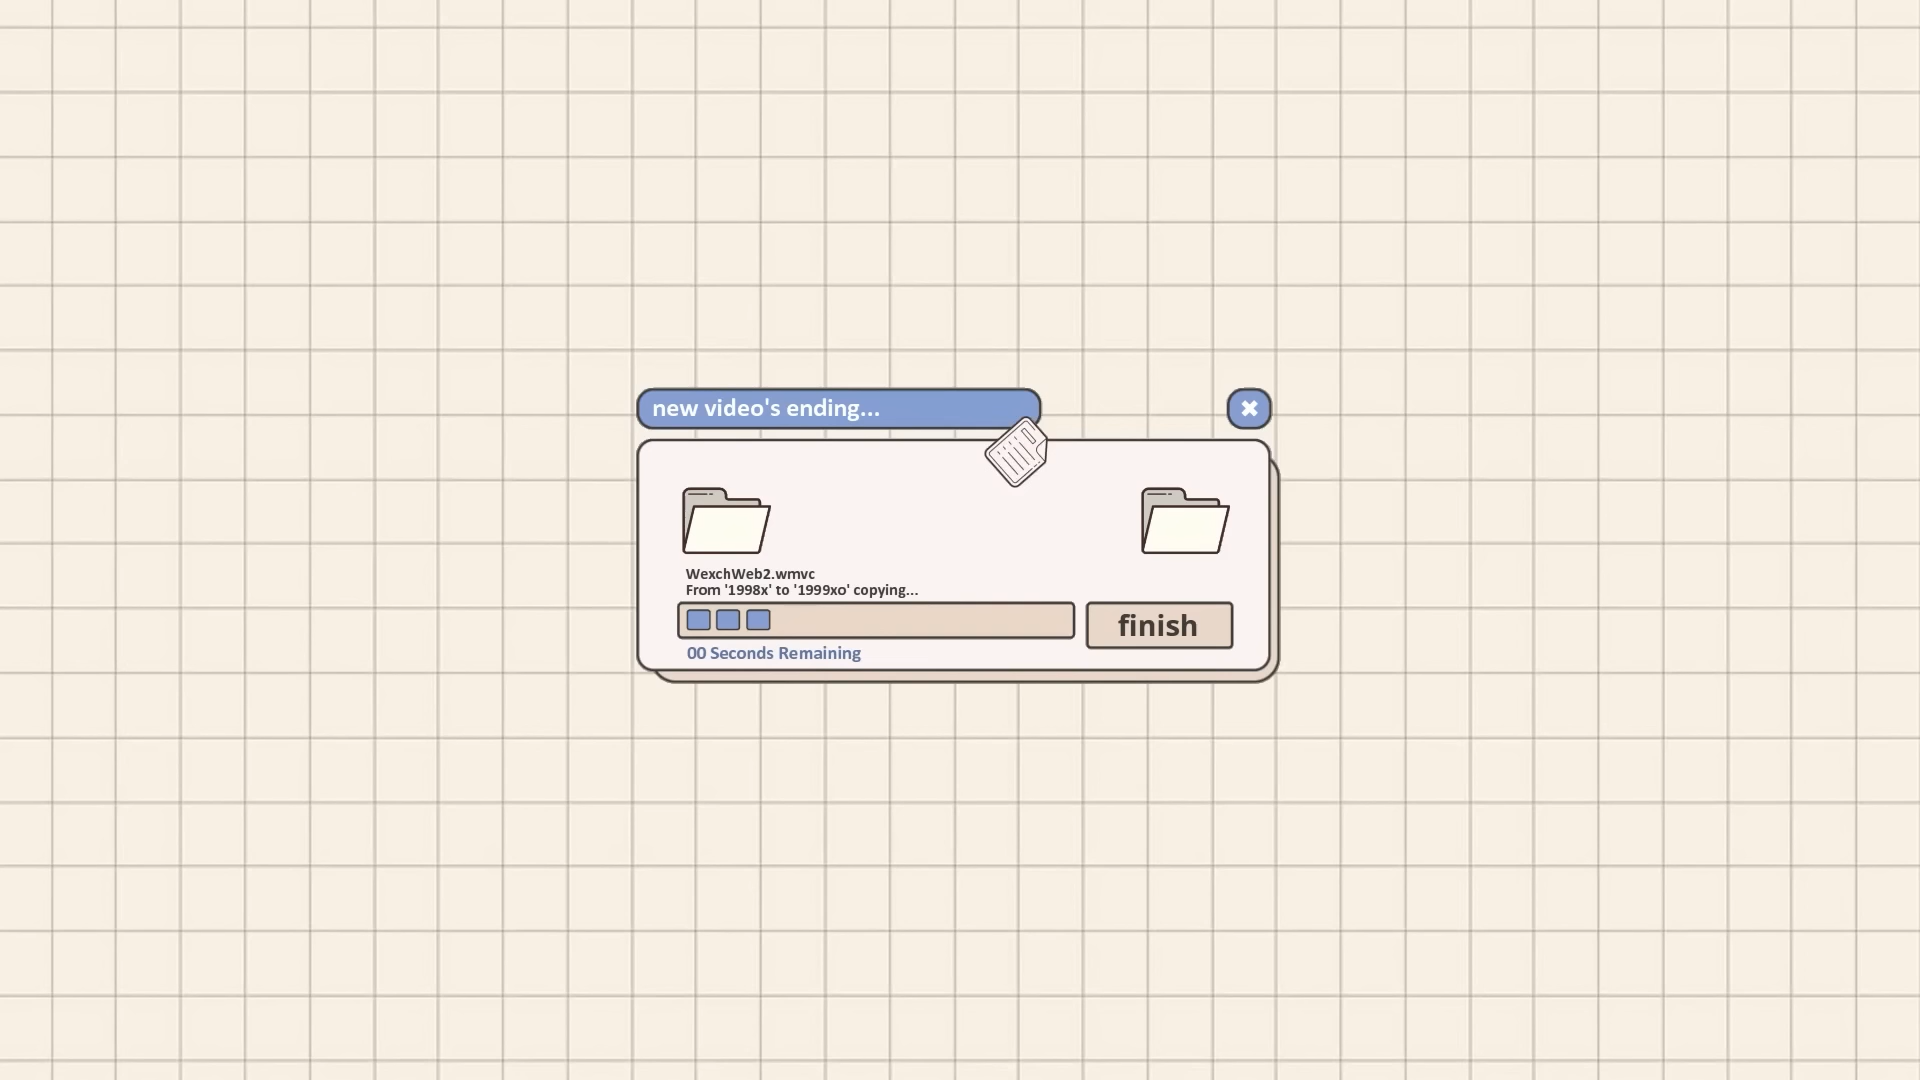 new video's ending...
WexchWeb2.wmvc
From '1998x' to '1999xo' copying...
finish
00 Seconds Remaining